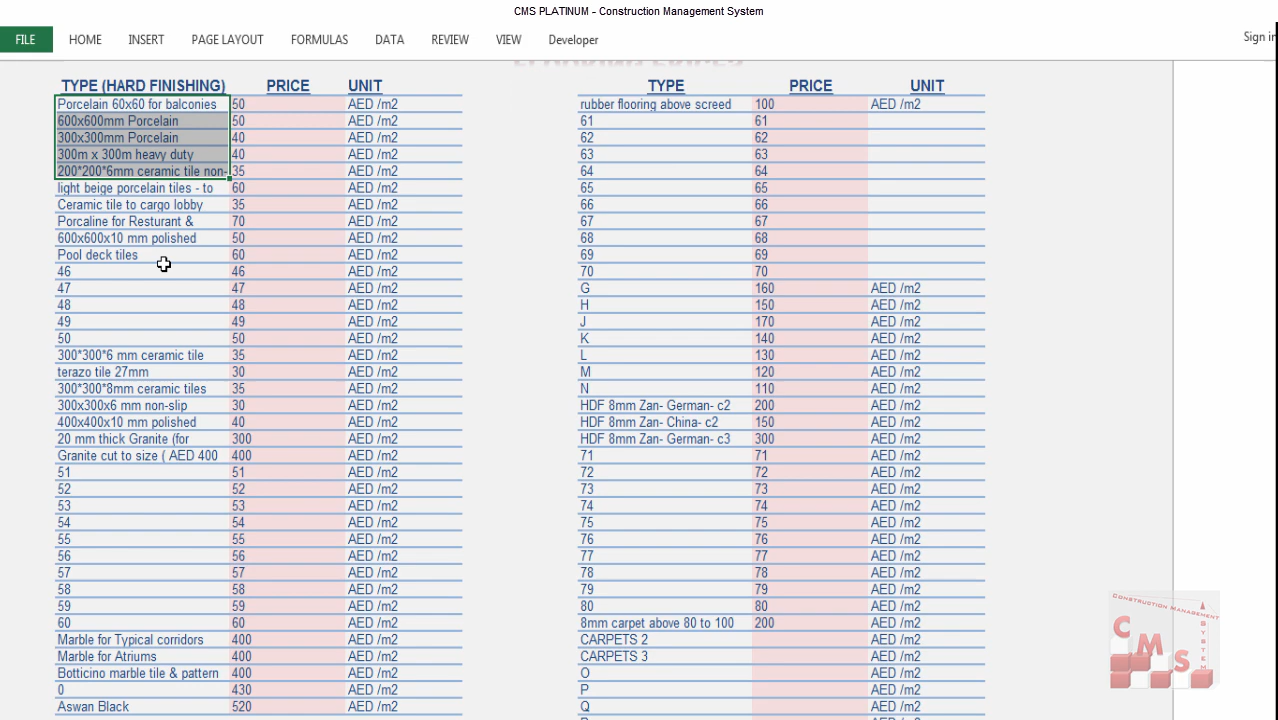 CMS PLATINUM - Construction Management System
FILE HOME INSERT PAGE LAYOUT FORMULAS DATA REVIEW VIEW Developer Sign in
TYPE (HARD FINISHING) PRICE UNIT TYPE PRICE UNIT
Porcelain 60x60 for balconies 50 AED /m2 rubber flooring above screed 100 AED /m2
600x600mm Porcelain 50 AED /m2 61 61
300x300mm Porcelain 40 AED /m2 62 62
300m x 300m heavy duty 40 AED /m2 63 63
200*200*6mm ceramic tile non- 35 AED /m2 64 64
light beige porcelain tiles - to 60 AED /m2 65 65
Ceramic tile to cargo lobby 35 AED /m2 66 66
Porcaline for Resturant & 70 AED /m2 67 67
600x600x10 mm polished 50 AED /m2 68 68
Pool deck tiles 60 AED /m2 69 69
46 46 AED /m2 70 70
47 47 AED /m2 G 160 AED /m2
48 48 AED /m2 H 150 AED /m2
49 49 AED /m2 J 170 AED /m2
50 50 AED /m2 K 140 AED /m2
300*300*6 mm ceramic tile 35 AED /m2 L 130 AED /m2
terazo tile 27mm 30 AED /m2 M 120 AED /m2
300*300*8mm ceramic tiles 35 AED /m2 N 110 AED /m2
300x300x6 mm non-slip 30 AED /m2 HDF 8mm Zan- German- c2 200 AED /m2
400x400x10 mm polished 40 AED /m2 HDF 8mm Zan- China- c2 150 AED /m2
20 mm thick Granite (for 300 AED /m2 HDF 8mm Zan- German- c3 300 AED /m2
Granite cut to size ( AED 400 400 AED /m2 71 71 AED /m2
51 51 AED /m2 72 72 AED /m2
52 52 AED /m2 73 73 AED /m2
53 53 AED /m2 74 74 AED /m2
54 54 AED /m2 75 75 AED /m2
55 55 AED /m2 76 76 AED /m2
56 56 AED /m2 77 77 AED /m2
57 57 AED /m2 78 78 AED /m2
58 58 AED /m2 79 79 AED /m2
59 59 AED /m2 80 80 AED /m2
60 60 AED /m2 8mm carpet above 80 to 100 200 AED /m2
Marble for Typical corridors 400 AED /m2 CARPETS 2 AED /m2
Marble for Atriums 400 AED /m2 CARPETS 3 AED /m2
Botticino marble tile & pattern 400 AED /m2 O AED /m2
0 430 AED /m2 P AED /m2
Aswan Black 520 AED /m2 Q AED /m2
CONSTRUCTION MANAGEMENT
SYSTEM
CMS